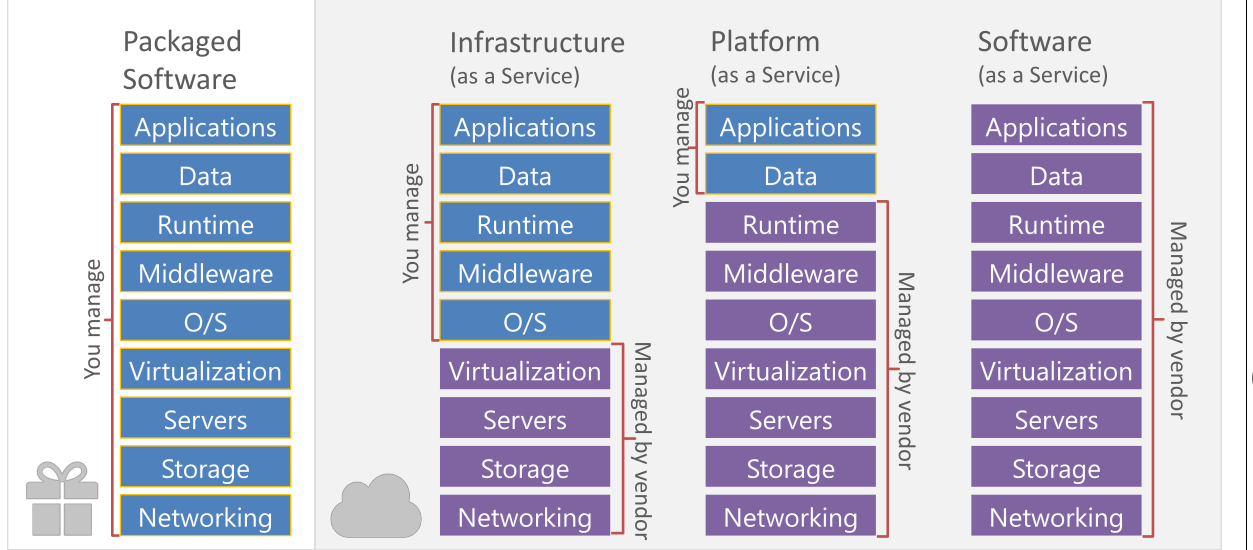 Packaged
Software
You manage
Applications
Data
Runtime
Middleware
O/S
Virtualization
Servers
Storage
Networking
Infrastructure
(as a Service)
You manage
Applications
Data
Runtime
Middleware
O/S
Virtualization
Servers
Storage
Networking
Managed by vendor
Platform
(as a Service)
You manage
Applications
Data
Runtime
Middleware
O/S
Virtualization
Servers
Storage
Networking
Managed by vendor
Software
(as a Service)
Applications
Data
Runtime
Middleware
O/S
Virtualization
Servers
Storage
Networking
Managed by vendor